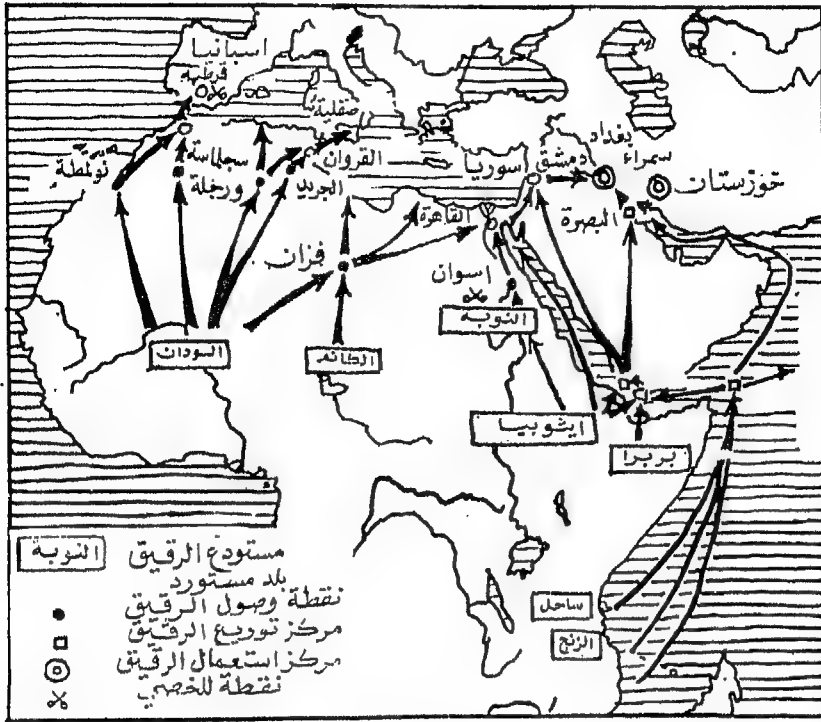 اسبانيا
قرطبة
صقلية
نولمطة
سجلماسة
ورجلة
القروان
الجريد
سوريا
دمشق
بغداد
سمراء
خوزستان
القاهرة
البصرة
فزان
اسوان
النوبة
السودان
الكانم
ايثوبيا
بربرا
ساحل
الزنج
النوبة
مستودع الرقيق
بلد مستورد
نقطة وصول الرقيق
مركز توزيع الرقيق
مركز استعمال الرقيق
نقطة للخصي